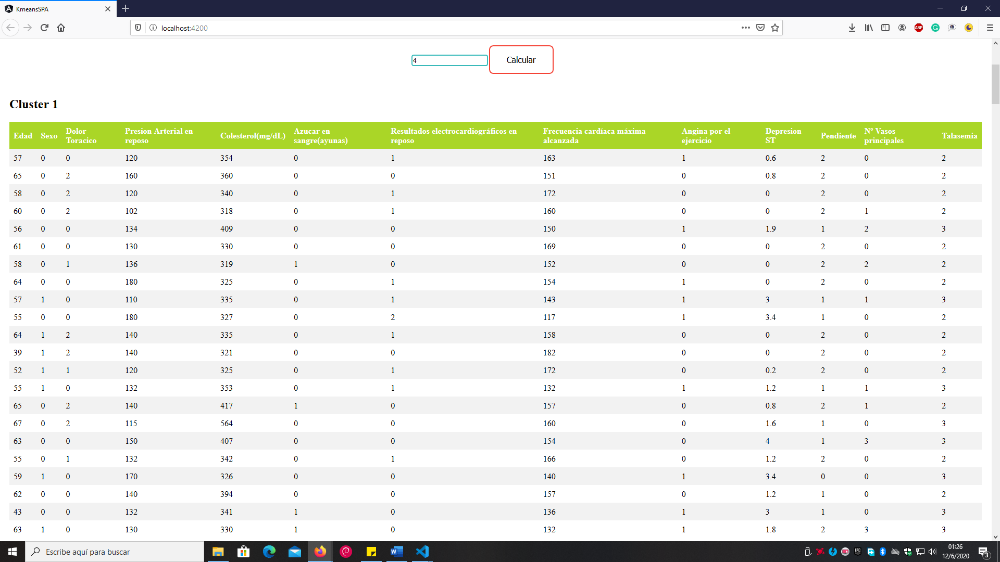 KmeansSPA
localhost:4200
4
Calcular
Cluster 1
Edad Sexo Dolor Toracico Presion Arterial en reposo Colesterol(mg/dL) Azucar en sangre(ayunas) Resultados electrocardiográficos en reposo Frecuencia cardíaca máxima alcanzada Angina por el ejercicio Depresion ST Pendiente Nº Vasos principales Talasemia
57 0 0 120 354 0 1 163 1 0.6 2 0 2
65 0 2 160 360 0 0 151 0 0.8 2 0 2
58 0 2 120 340 0 1 172 0 0 2 0 2
60 0 2 102 318 0 1 160 0 0 2 1 2
56 0 0 134 409 0 0 150 1 1.9 1 2 3
61 0 0 130 330 0 0 169 0 0 2 0 2
58 0 1 136 319 1 0 152 0 0 2 2 2
64 0 0 180 325 0 1 154 1 0 2 0 2
57 1 0 110 335 0 1 143 1 3 1 1 3
55 0 0 180 327 0 2 117 1 3.4 1 0 2
64 1 2 140 335 0 1 158 0 0 2 0 2
39 1 2 140 321 0 0 182 0 0 2 0 2
52 1 1 120 325 0 1 172 0 0.2 2 0 2
55 1 0 132 353 0 1 132 1 1.2 1 1 3
65 0 2 140 417 1 0 157 0 0.8 2 1 2
67 0 2 115 564 0 0 160 0 1.6 1 0 3
63 0 0 150 407 0 0 154 0 4 1 3 3
55 0 1 132 342 0 1 166 0 1.2 2 0 2
59 1 0 170 326 0 0 140 1 3.4 0 0 3
62 0 0 140 394 0 0 157 0 1.2 1 0 2
43 0 0 132 341 1 0 136 1 3 1 0 3
63 1 0 130 330 1 0 132 1 1.8 2 3 3
Escribe aquí para buscar
01:26
12/6/2020
3
ABP